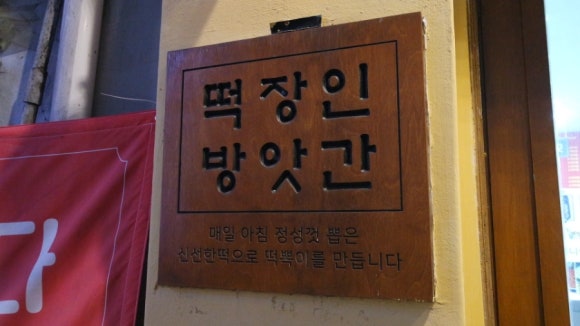 떡장인
방앗간
매일 아침 정성껏 뽑은
신선한떡으로 떡뽁이를 만듭니다
다